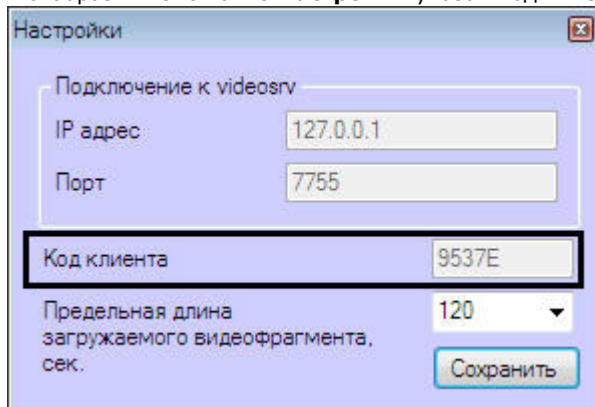 Настройки
Подключение к videosrv
IP адрес 127.0.0.1
Порт 7755
Код клиента 9537E
Предельная длина 120
загружаемого видеофрагмента,
сек.
Сохранить